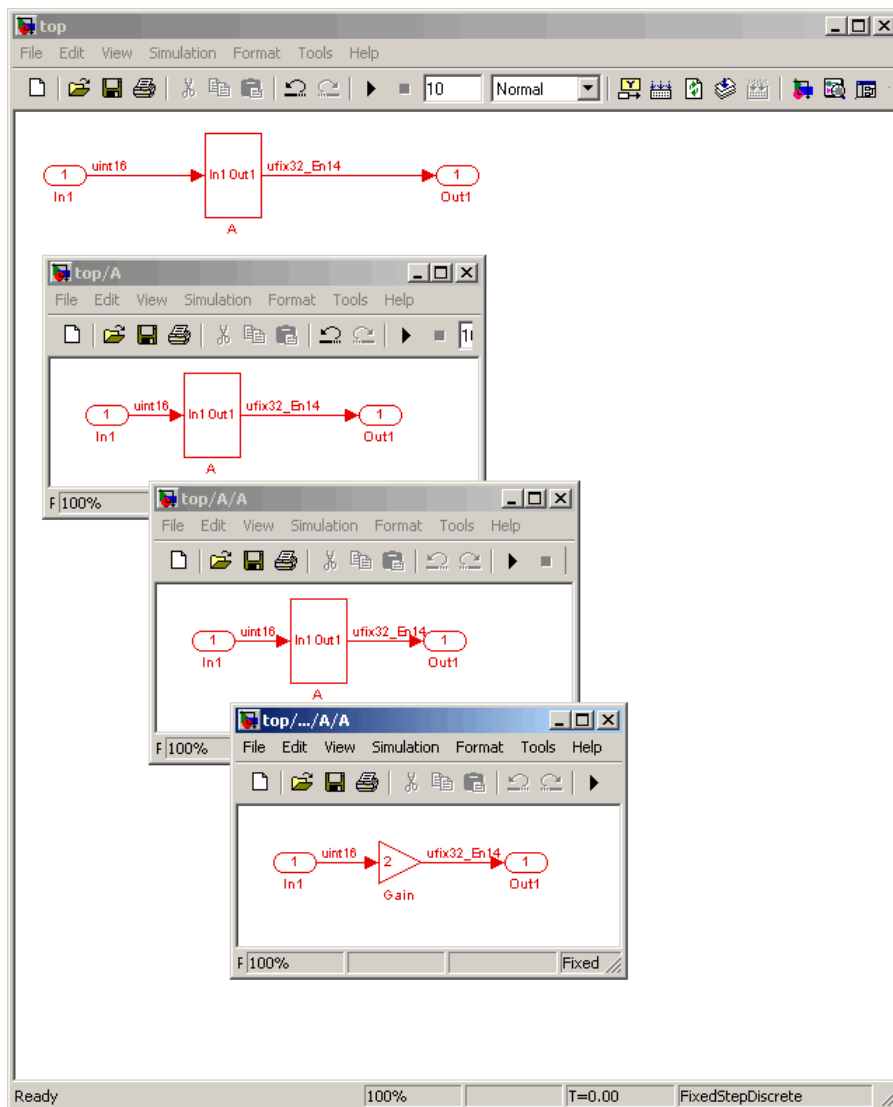 top
File Edit View Simulation Format Tools Help
10 Normal
uint16 ufix32_En14
1 In1 Out1 1
In1 Out1
A
top/A
File Edit View Simulation Format Tools Help
uint16 ufix32_En14
1 In1 Out1 1
In1 Out1
A
F 100%
top/A/A
File Edit View Simulation Format Tools Help
uint16 ufix32_En14
1 In1 Out1 1
In1 Out1
A
F 100%
top/.../A/A
File Edit View Simulation Format Tools Help
uint16 ufix32_En14
1 2 1
In1 Out1
Gain
F 100% Fixed
Ready 100% T=0.00 FixedStepDiscrete